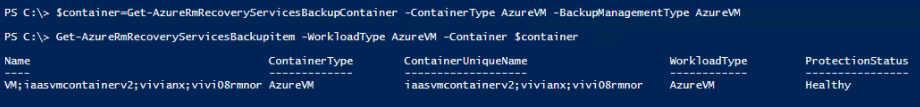 PS C:\> $container=Get-AzureRmRecoveryServicesBackupContainer -ContainerType AzureVM -BackupManagementType AzureVM
PS C:\> Get-AzureRmRecoveryServicesBackupitem -WorkloadType AzureVM -Container $container
Name ContainerType ContainerUniqueName WorkloadType ProtectionStatus
---- ------------- ------------------- ------------ ----------------
VM;iaasvmcontainerv2;vivianx;vivi08rmnor AzureVM iaasvmcontainerv2;vivianx;vivi08rmnor AzureVM Healthy